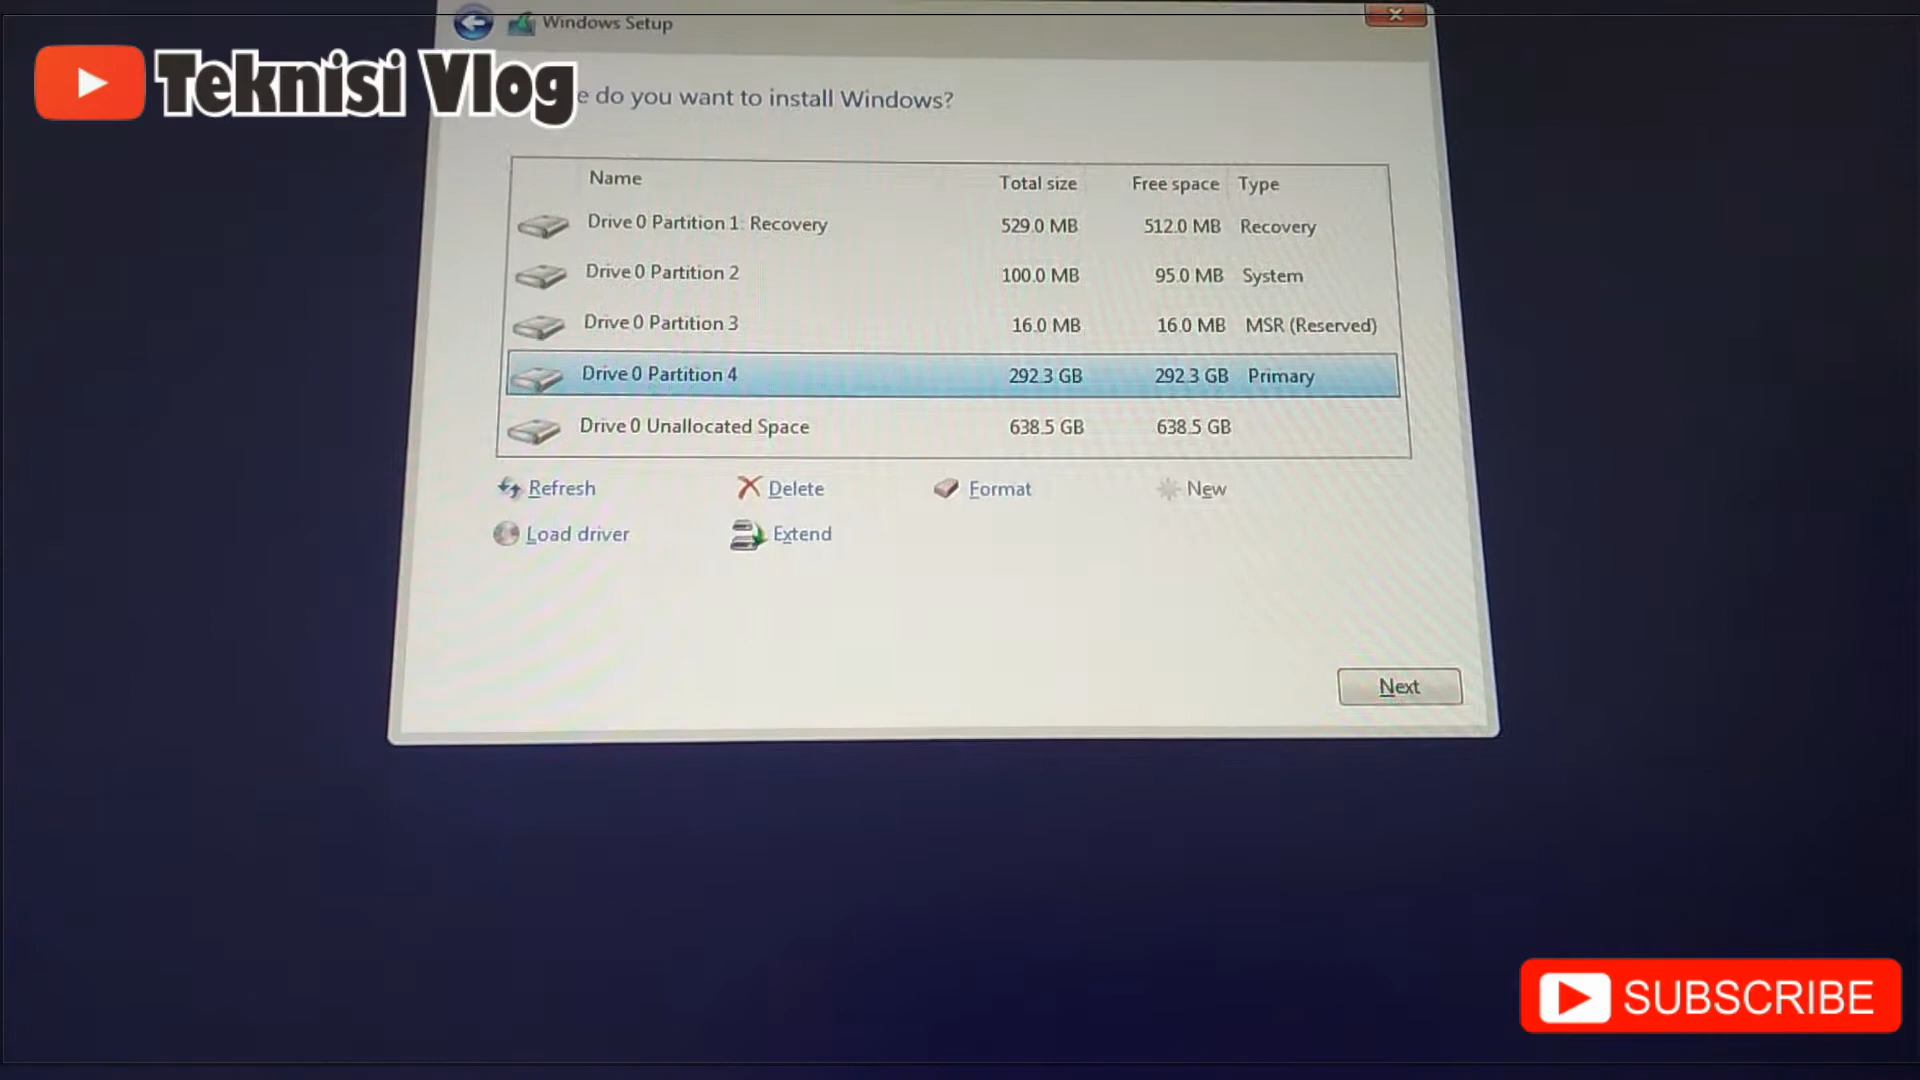 Windows Setup
Teknisi Vlog
e do you want to install Windows?
Name Total size Free space Type
Drive 0 Partition 1: Recovery 529.0 MB 512.0 MB Recovery
Drive 0 Partition 2 100.0 MB 95.0 MB System
Drive 0 Partition 3 16.0 MB 16.0 MB MSR (Reserved)
Drive 0 Partition 4 292.3 GB 292.3 GB Primary
Drive 0 Unallocated Space 638.5 GB 638.5 GB
Refresh Delete Format New
Load driver Extend
Next
SUBSCRIBE